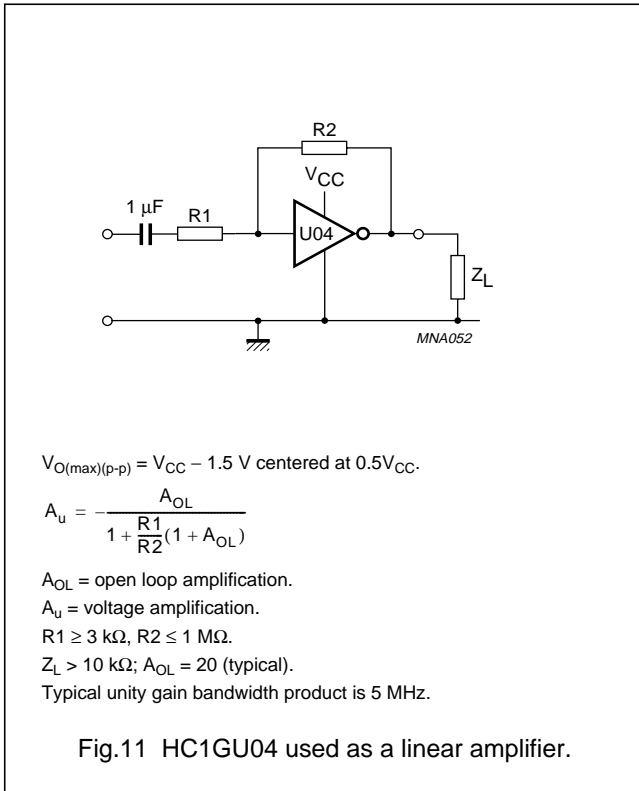 R2
VCC
1 μF
R1
U04
ZL
MNA052
VO(max)(p-p) = VCC − 1.5 V centered at 0.5VCC.
Au = − AOL / (1 + R1/R2 (1 + AOL))
AOL = open loop amplification.
Au = voltage amplification.
R1 ≥ 3 kΩ, R2 ≤ 1 MΩ.
ZL > 10 kΩ; AOL = 20 (typical).
Typical unity gain bandwidth product is 5 MHz.
Fig.11 HC1GU04 used as a linear amplifier.